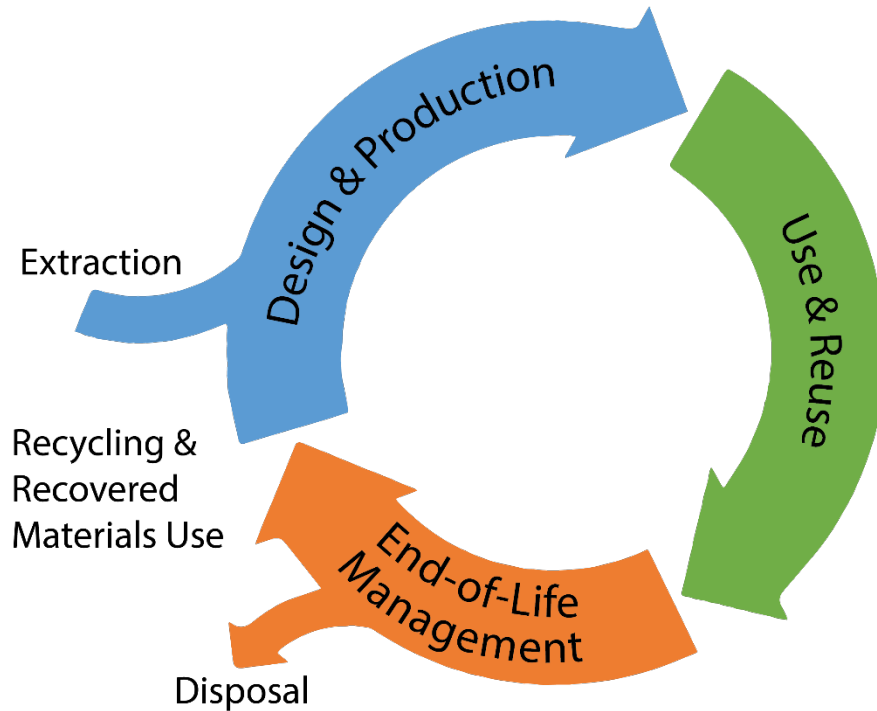 Design & Production
Use & Reuse
Extraction
Recycling &
Recovered
Materials Use
End-of-Life
Management
Disposal